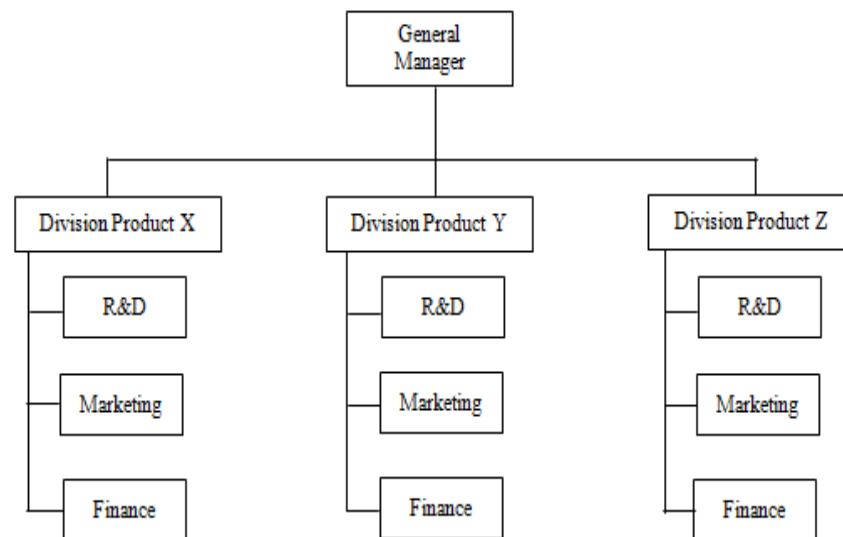 General
Manager
Division Product X
Division Product Y
Division Product Z
R&D
R&D
R&D
Marketing
Marketing
Marketing
Finance
Finance
Finance